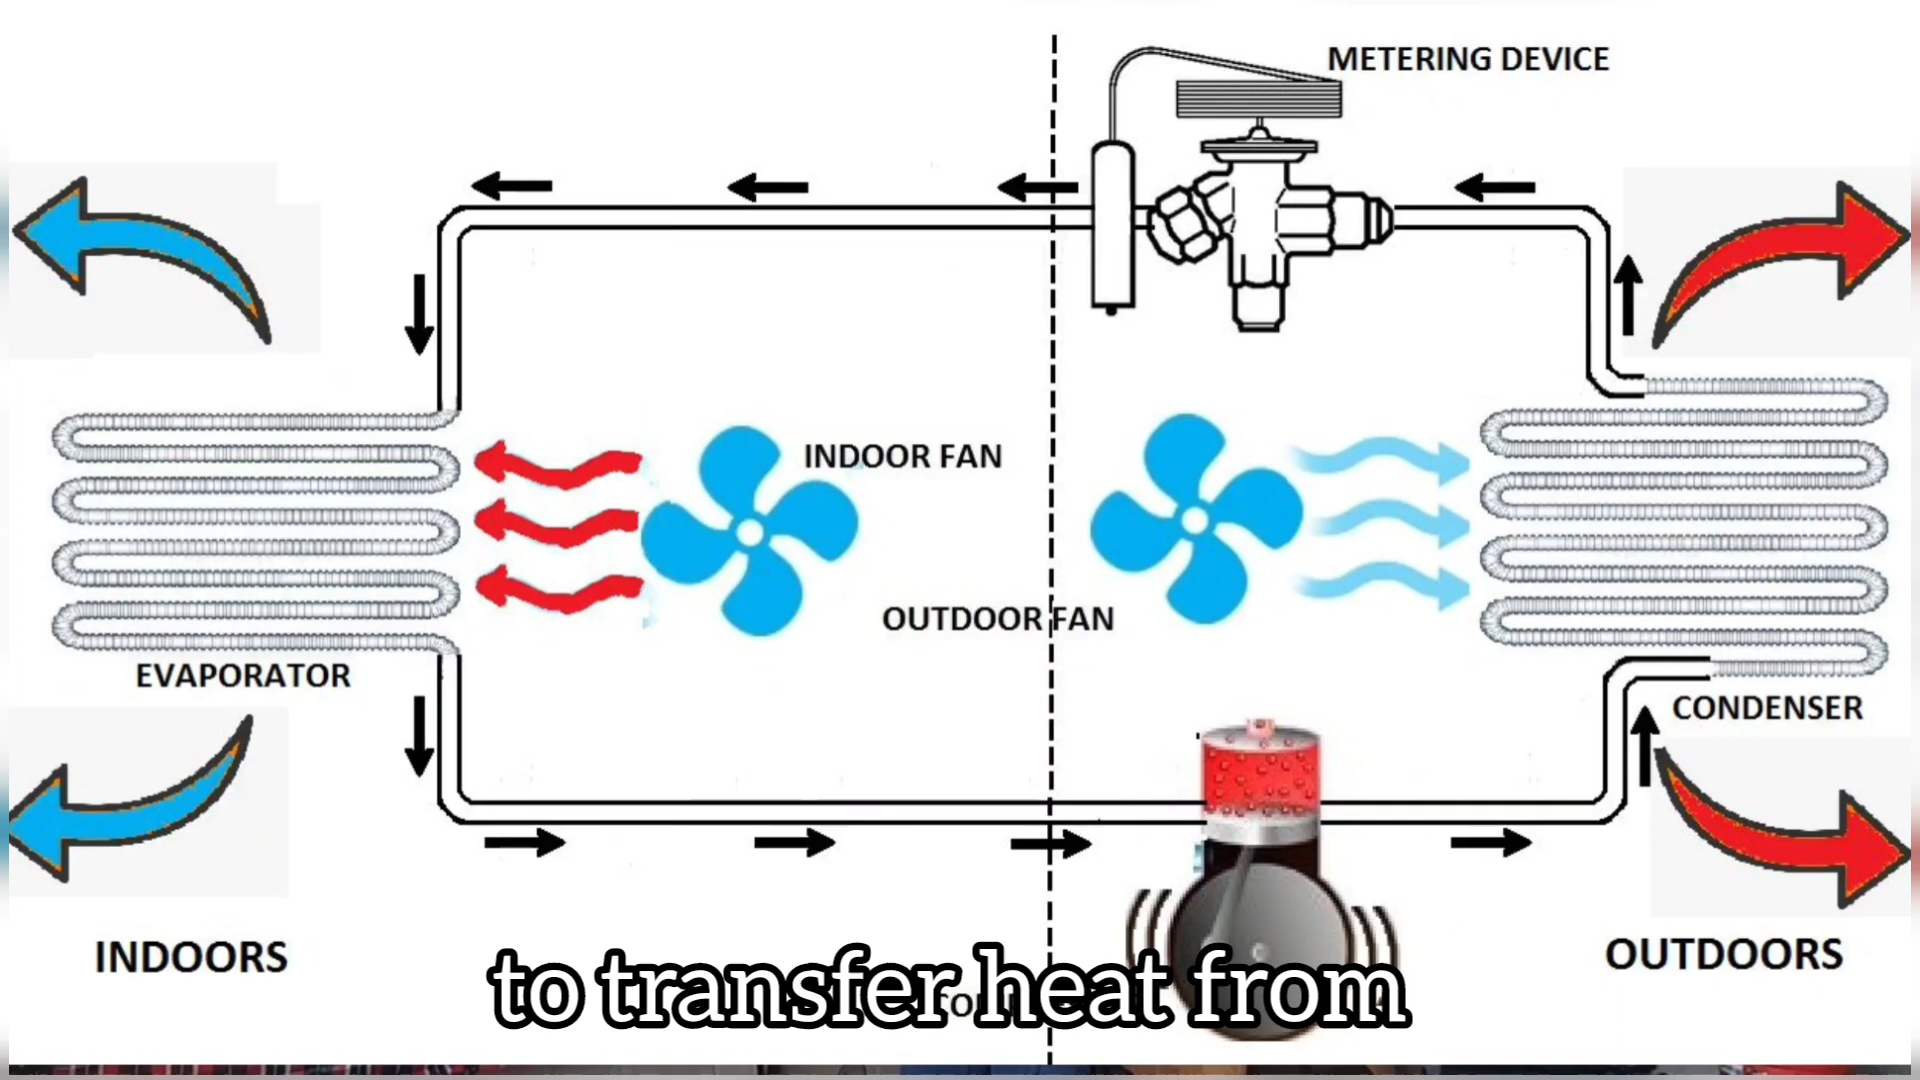 METERING DEVICE
INDOOR FAN
OUTDOOR FAN
EVAPORATOR
CONDENSER
INDOORS
OUTDOORS
to transfer heat from